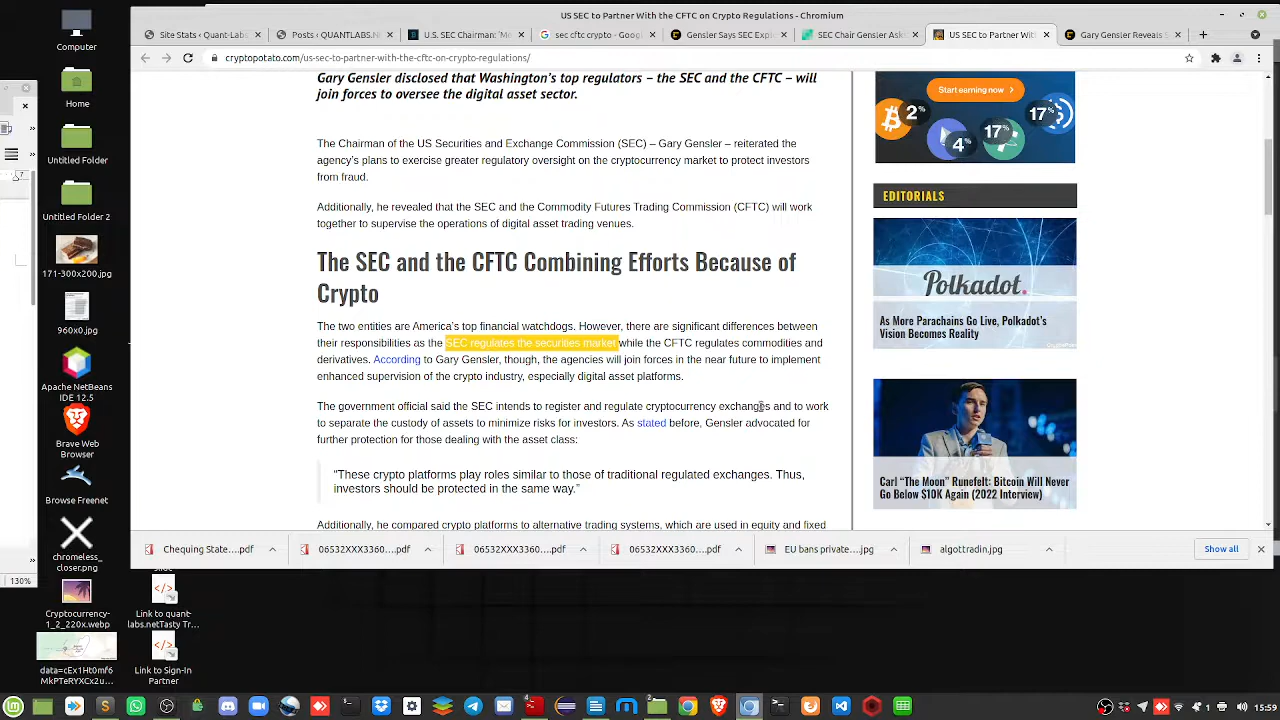 US SEC to Partner With the CFTC on Crypto Regulations - Chromium
Site Stats ‹ Quant-Lab
Posts ‹ QUANTLABS.N
U.S. SEC Chairman: 'Me
sec cftc crypto - Goog
Gensler Says SEC Exp
SEC Chair Gensler Ask
US SEC to Partner With
Gary Gensler Reveals S
cryptopotato.com/us-sec-to-partner-with-the-cftc-on-crypto-regulations/
Computer
Home
Untitled Folder
Untitled Folder 2
171-300x200.jpg
960x0.jpg
Apache NetBeans
IDE 12.5
Brave Web
Browser
Browse Freenet
chromeless_
closer.png
Cryptocurrency-
1_2_220x.webp
Link to quant-
labs.netTasty Tr...
data=cEx1Ht0mf6
MkPTeRYXCx2u...
Link to Sign-In
Partner
130%
Gary Gensler disclosed that Washington's top regulators – the SEC and the CFTC – will
join forces to oversee the digital asset sector.
The Chairman of the US Securities and Exchange Commission (SEC) – Gary Gensler – reiterated the
agency's plans to exercise greater regulatory oversight on the cryptocurrency market to protect investors
from fraud.
Additionally, he revealed that the SEC and the Commodity Futures Trading Commission (CFTC) will work
together to supervise the operations of digital asset trading venues.
The SEC and the CFTC Combining Efforts Because of
Crypto
The two entities are America's top financial watchdogs. However, there are significant differences between
their responsibilities as the SEC regulates the securities market while the CFTC regulates commodities and
derivatives. According to Gary Gensler, though, the agencies will join forces in the near future to implement
enhanced supervision of the crypto industry, especially digital asset platforms.
The government official said the SEC intends to register and regulate cryptocurrency exchanges and to work
to separate the custody of assets to minimize risks for investors. As stated before, Gensler advocated for
further protection for those dealing with the asset class:
“These crypto platforms play roles similar to those of traditional regulated exchanges. Thus,
investors should be protected in the same way.”
Additionally, he compared crypto platforms to alternative trading systems, which are used in equity and fixed
Start earning now
2%
4%
17%
17%
EDITORIALS
Polkadot.
As More Parachains Go Live, Polkadot's
Vision Becomes Reality
Carl “The Moon” Runefelt: Bitcoin Will Never
Go Below $10K Again (2022 Interview)
Chequing State....pdf
06532XXX3360....pdf
06532XXX3360....pdf
06532XXX3360....pdf
EU bans private....jpg
algottradin.jpg
Show all
4
2
1
15:59